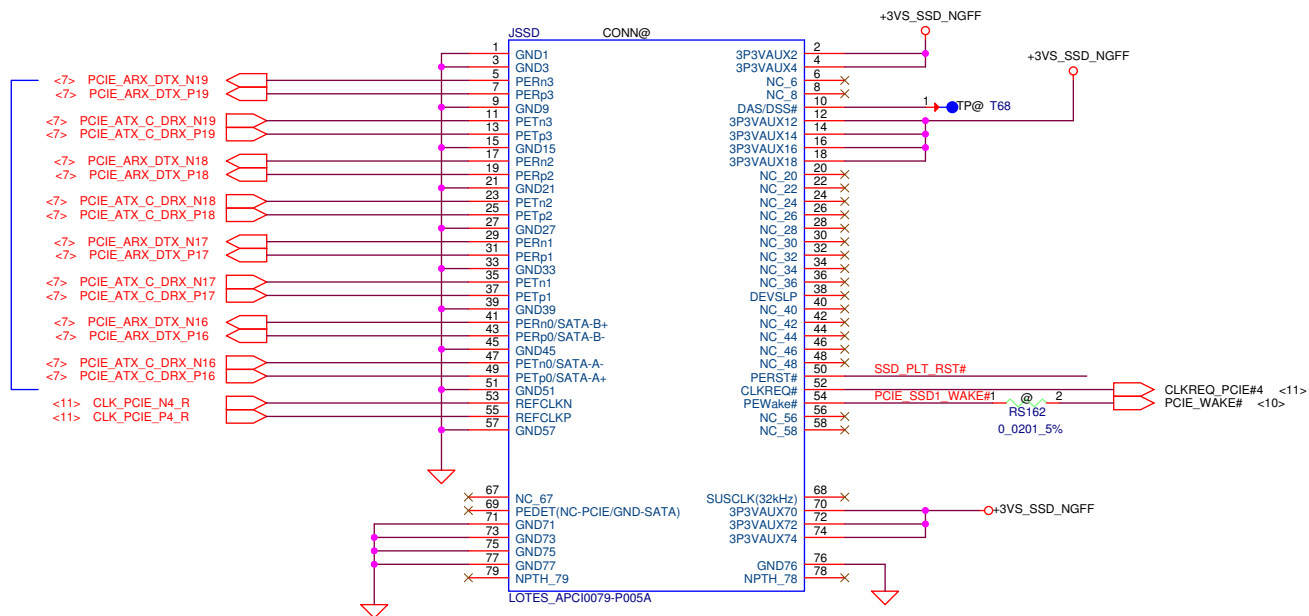 +3VS_SSD_NGFF
JSSD CONN@
+3VS_SSD_NGFF
1 GND1 3P3VAUX2 2
3 GND3 3P3VAUX4 4
<7> PCIE_ARX_DTX_N19 5 PERn3 NC_6 6
<7> PCIE_ARX_DTX_P19 7 PERp3 NC_8 8
9 GND9 DAS/DSS# 10 1 TP@ T68
<7> PCIE_ATX_C_DRX_N19 11 PETn3 3P3VAUX12 12
<7> PCIE_ATX_C_DRX_P19 13 PETp3 3P3VAUX14 14
15 GND15 3P3VAUX16 16
<7> PCIE_ARX_DTX_N18 17 PERn2 3P3VAUX18 18
<7> PCIE_ARX_DTX_P18 19 PERp2 NC_20 20
21 GND21 NC_22 22
<7> PCIE_ATX_C_DRX_N18 23 PETn2 NC_24 24
<7> PCIE_ATX_C_DRX_P18 25 PETp2 NC_26 26
27 GND27 NC_28 28
<7> PCIE_ARX_DTX_N17 29 PERn1 NC_30 30
<7> PCIE_ARX_DTX_P17 31 PERp1 NC_32 32
33 GND33 NC_34 34
<7> PCIE_ATX_C_DRX_N17 35 PETn1 NC_36 36
<7> PCIE_ATX_C_DRX_P17 37 PETp1 DEVSLP 38
39 GND39 NC_40 40
<7> PCIE_ARX_DTX_N16 41 PERn0/SATA-B+ NC_42 42
<7> PCIE_ARX_DTX_P16 43 PERp0/SATA-B- NC_44 44
45 GND45 NC_46 46
<7> PCIE_ATX_C_DRX_N16 47 PETn0/SATA-A- NC_48 48
<7> PCIE_ATX_C_DRX_P16 49 PETp0/SATA-A+ PERST# 50 SSD_PLT_RST#
51 GND51 CLKREQ# 52 CLKREQ_PCIE#4 <11>
<11> CLK_PCIE_N4_R 53 REFCLKN PEWake# 54 PCIE_SSD1_WAKE# 1 @ 2 PCIE_WAKE# <10>
<11> CLK_PCIE_P4_R 55 REFCLKP NC_56 56 RS162
57 GND57 NC_58 58 0_0201_5%
67 NC_67 SUSCLK(32kHz) 68
69 PEDET(NC-PCIE/GND-SATA) 3P3VAUX70 70 +3VS_SSD_NGFF
71 GND71 3P3VAUX72 72
73 GND73 3P3VAUX74 74
75 GND75
77 GND77 GND76 76
79 NPTH_79 NPTH_78 78
LOTES_APCI0079-P005A